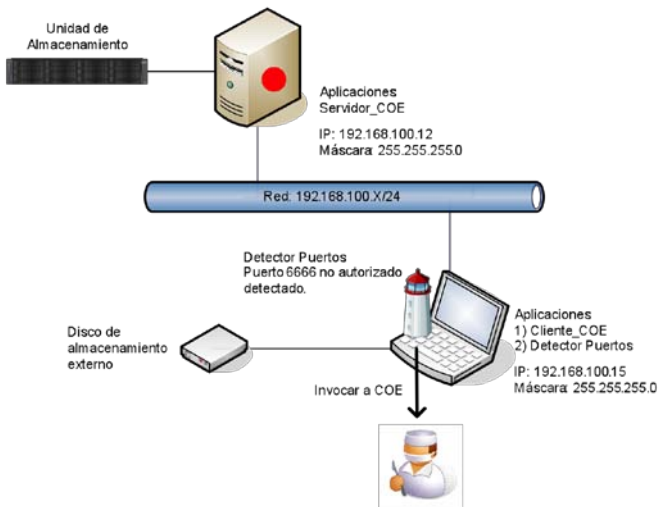 Unidad de
Almacenamiento
Aplicaciones
Servidor_COE
IP: 192.168.100.12
Máscara: 255.255.255.0
Red: 192.168.100.X/24
Detector Puertos
Puerto 6666 no autorizado
detectado.
Disco de
almacenamiento
externo
Aplicaciones
1) Cliente_COE
2) Detector Puertos
IP: 192.168.100.15
Máscara: 255.255.255.0
Invocar a COE